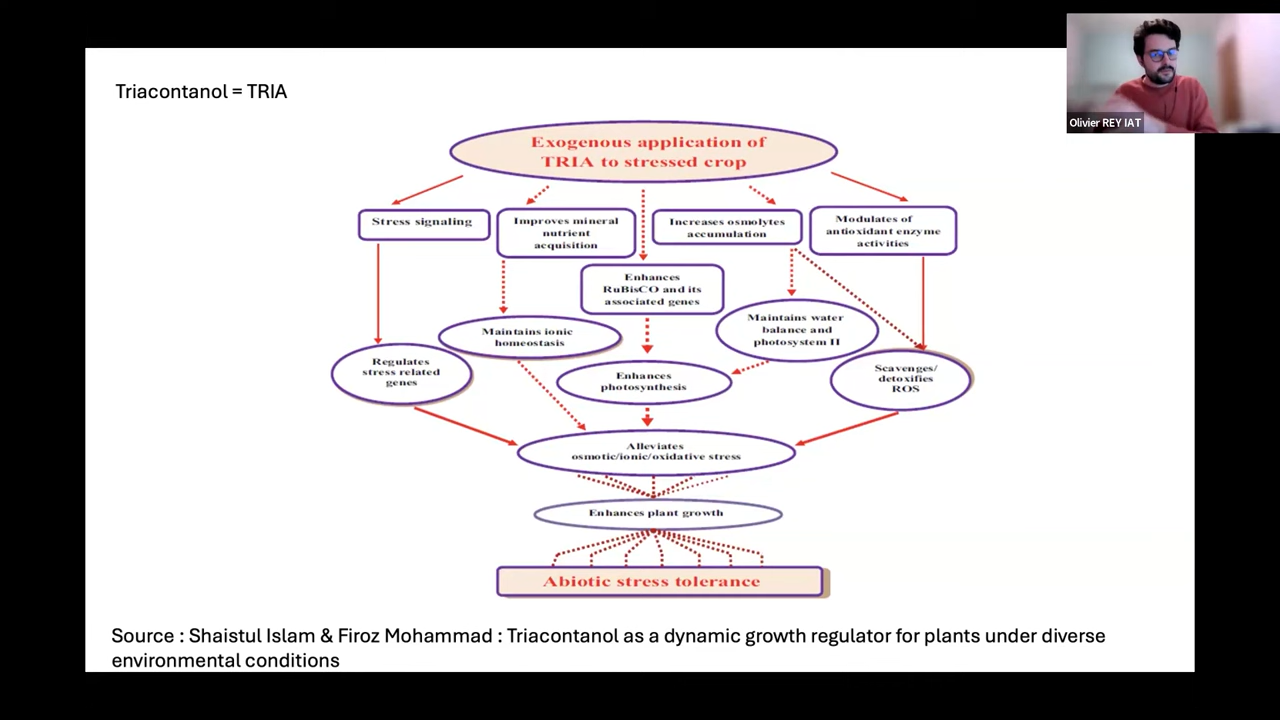 Olivier REY IAT
Triacontanol = TRIA
Exogenous application of
TRIA to stressed crop
Stress signaling
Improves mineral
nutrient
acquisition
Increases osmolytes
accumulation
Modulates of
antioxidant enzyme
activities
Enhances
RuBisCO and its
associated genes
Maintains ionic
homeostasis
Maintains water
balance and
photosystem II
Regulates
stress related
genes
Enhances
photosynthesis
Scavenges/
detoxifies
ROS
Alleviates
osmotic/ionic/oxidative stress
Enhances plant growth
Abiotic stress tolerance
Source : Shaistul Islam & Firoz Mohammad : Triacontanol as a dynamic growth regulator for plants under diverse
environmental conditions